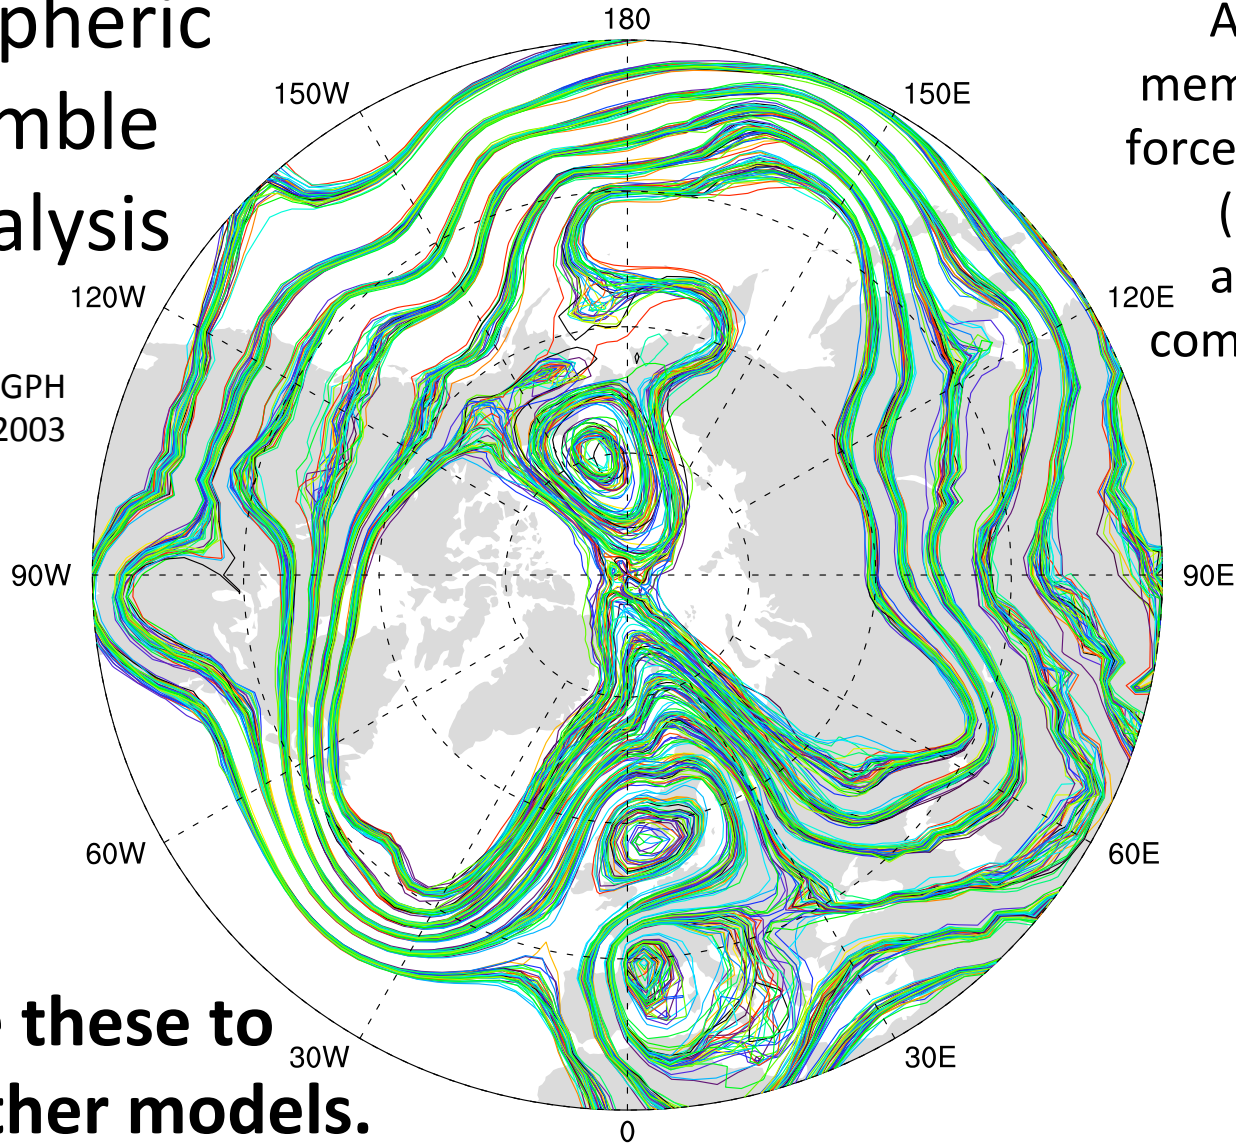 pheric
mble
alysis
GPH
2003
e these to
ther models.
180
150W
150E
120W
120E
90W
90E
60W
60E
30W
30E
0
A
mem
force
(
a
com